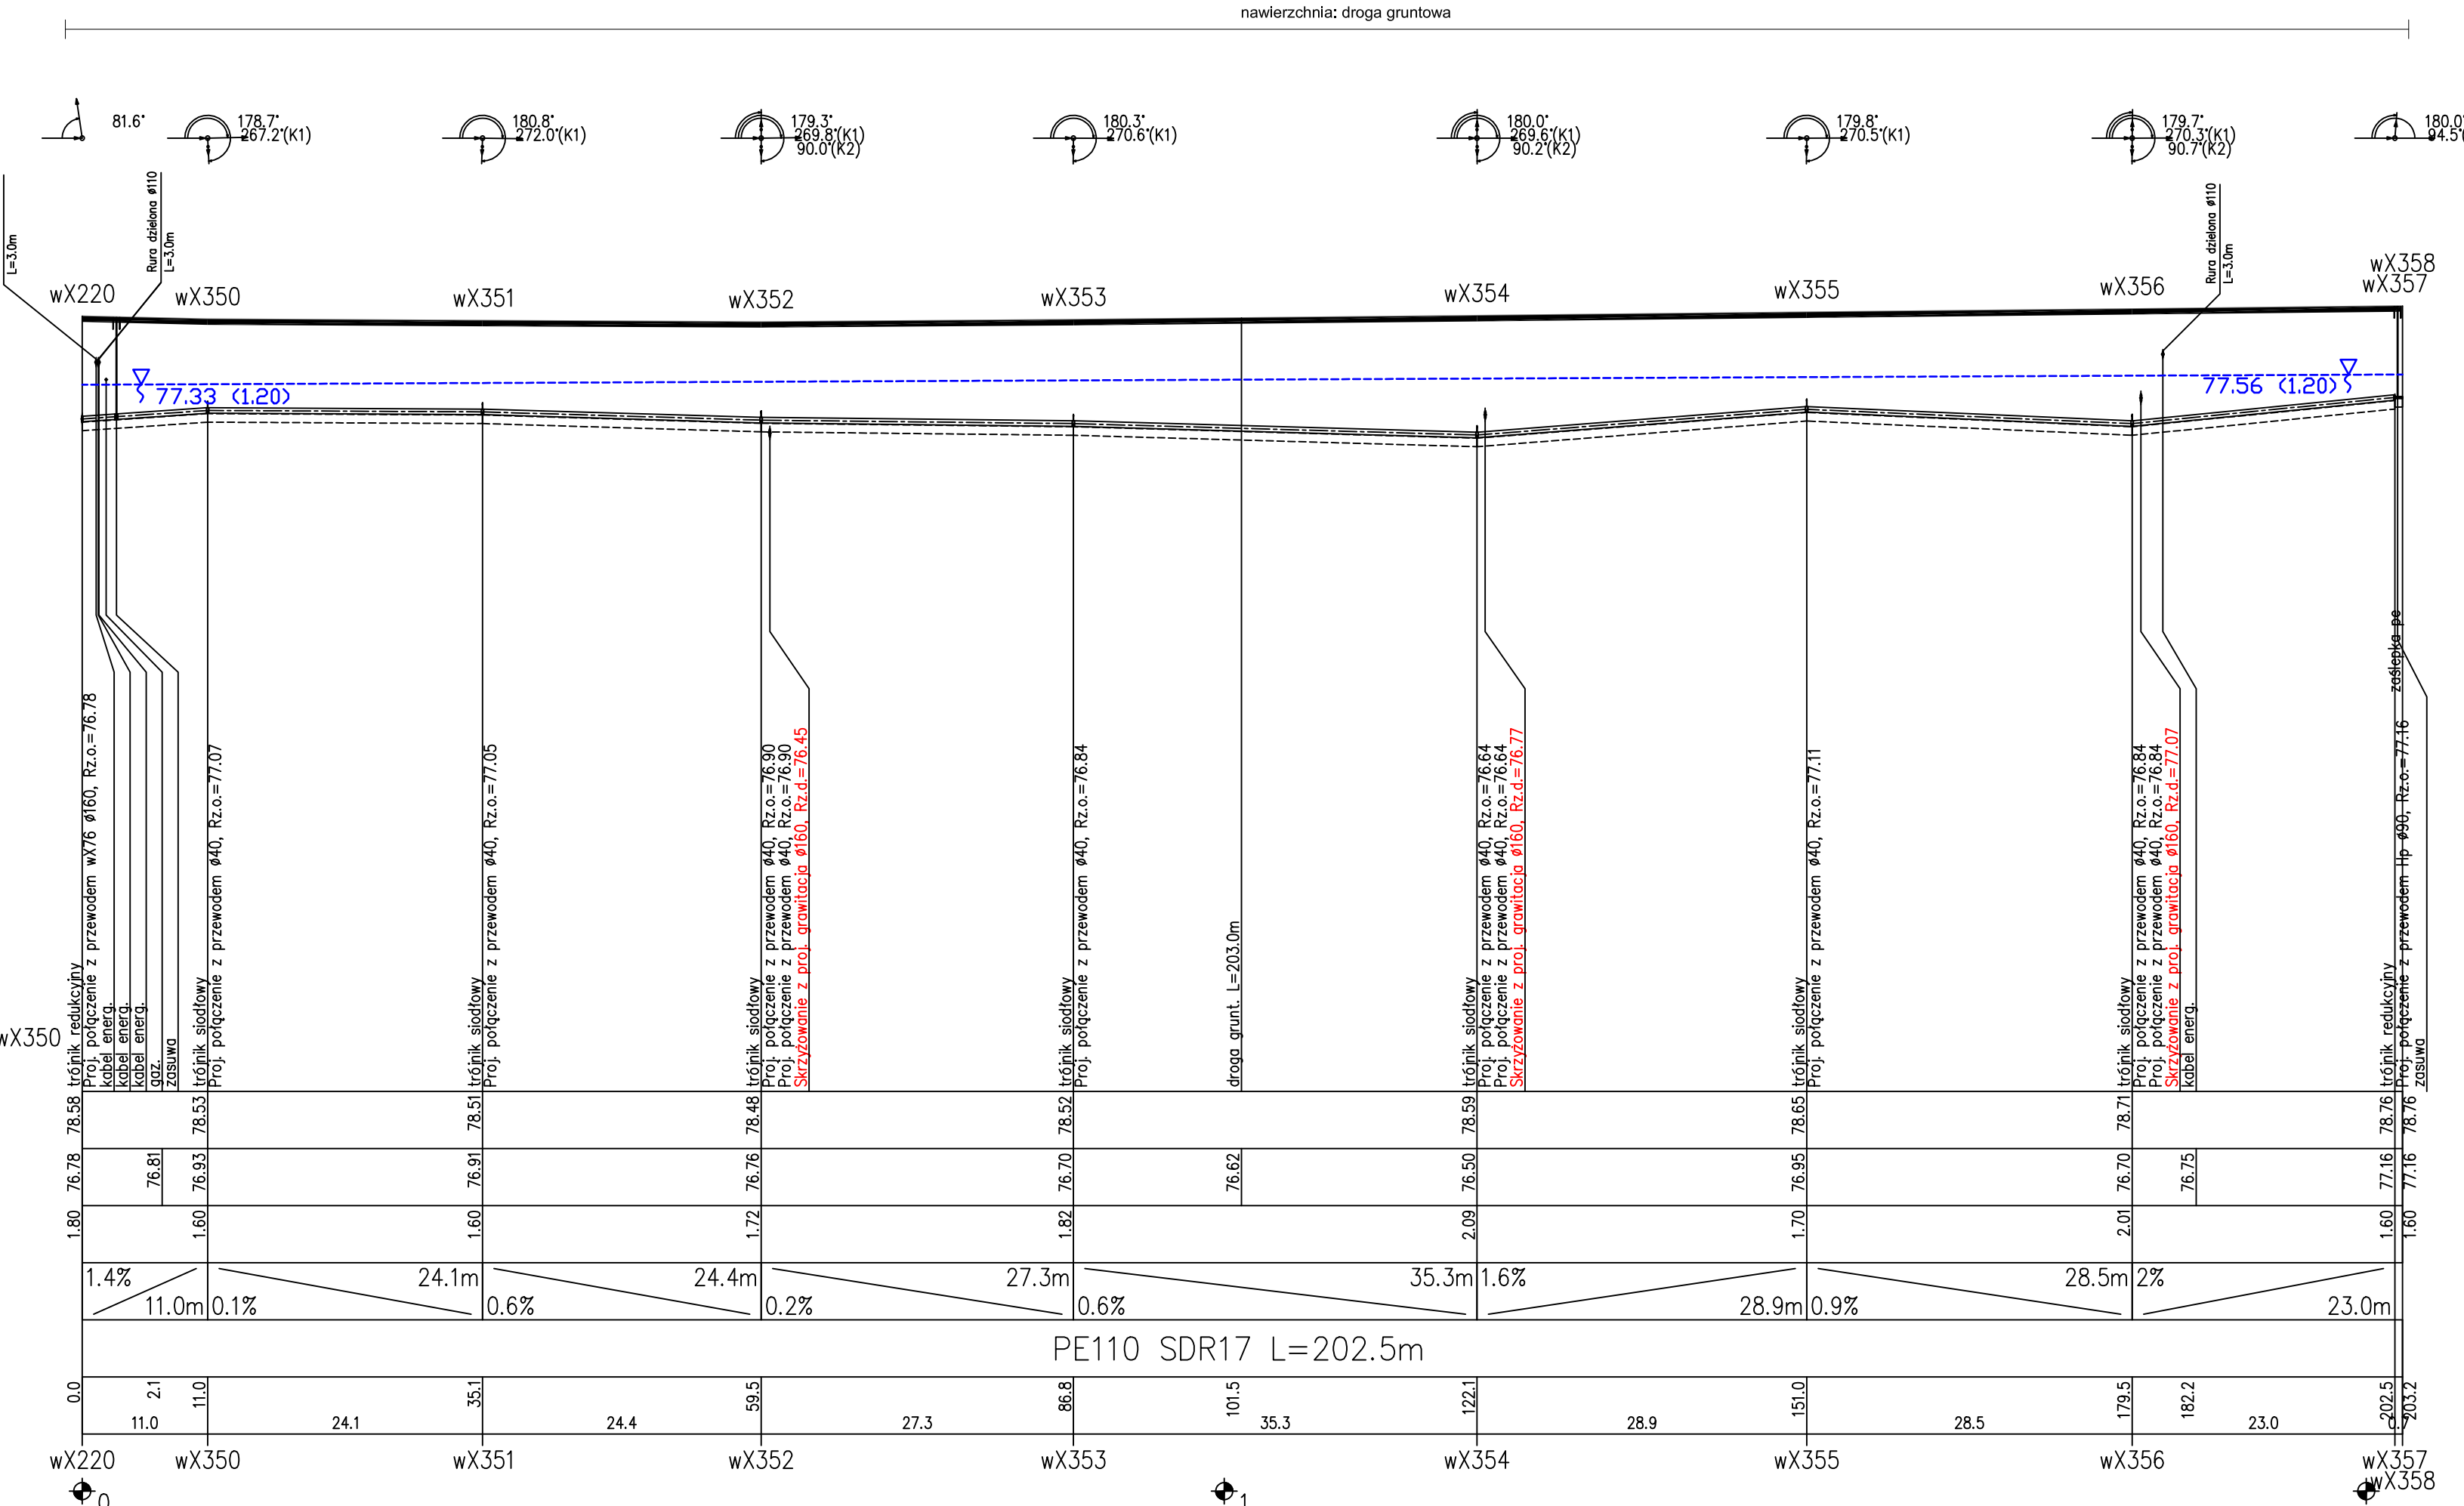 nawierzchnia: droga gruntowa
81.6°
178.7°
267.2°(K1)
180.8°
272.0°(K1)
179.3°
269.8°(K1)
90.0°(K2)
180.3°
270.6°(K1)
180.0°
269.6°(K1)
90.2°(K2)
179.8°
270.5°(K1)
179.7°
270.3°(K1)
90.7°(K2)
180.0°
94.5°
L=3.0m
Rura dzielona ø110
L=3.0m
Rura dzielona ø110
L=3.0m
wX220
wX350
wX351
wX352
wX353
wX354
wX355
wX356
wX358
wX357
77.33 (1.20)
77.56 (1.20)
wX350
trójnik redukcyjny
Proj. połączenie z przewodem wX76 ø160, Rz.o.=76.78
kabel energ.
kabel energ.
kabel energ.
gaz.
zasuwa
trójnik siodłowy
Proj. połączenie z przewodem ø40, Rz.o.=77.07
trójnik siodłowy
Proj. połączenie z przewodem ø40, Rz.o.=77.05
trójnik siodłowy
Proj. połączenie z przewodem ø40, Rz.o.=76.90
Proj. połączenie z przewodem ø40, Rz.o.=76.90
Skrzyżowanie z proj. grawitacja ø160, Rz.d.=76.45
trójnik siodłowy
Proj. połączenie z przewodem ø40, Rz.o.=76.84
droga grunt. L=203.0m
trójnik siodłowy
Proj. połączenie z przewodem ø40, Rz.o.=76.64
Proj. połączenie z przewodem ø40, Rz.o.=76.64
Skrzyżowanie z proj. grawitacja ø160, Rz.d.=76.77
trójnik siodłowy
Proj. połączenie z przewodem ø40, Rz.o.=77.11
trójnik siodłowy
Proj. połączenie z przewodem ø40, Rz.o.=76.84
Proj. połączenie z przewodem ø40, Rz.o.=76.84
Skrzyżowanie z proj. grawitacja ø160, Rz.d.=77.07
kabel energ.
zaślepka pe
trójnik redukcyjny
Proj. połączenie z przewodem Hp ø90, Rz.o.=77.16
zasuwa
78.58 78.53 78.51 78.48 78.52 78.59 78.65 78.71 78.76 78.76
76.78 76.81 76.93 76.91 76.76 76.70 76.62 76.50 76.95 76.70 76.75 77.16 77.16
1.80 1.60 1.60 1.72 1.82 2.09 1.70 2.01 1.60 1.60
1.4% 24.1m 24.4m 27.3m 35.3m 1.6% 28.5m 2%
11.0m 0.1% 0.6% 0.2% 0.6% 28.9m 0.9% 23.0m
PE110 SDR17 L=202.5m
0.0 2.1 11.0 35.1 59.5 86.8 101.5 122.1 151.0 179.5 182.2 202.5 203.2
11.0 24.1 24.4 27.3 35.3 28.9 28.5 23.0 0.7
wX220 wX350 wX351 wX352 wX353 wX354 wX355 wX356 wX357
wX358
0 1